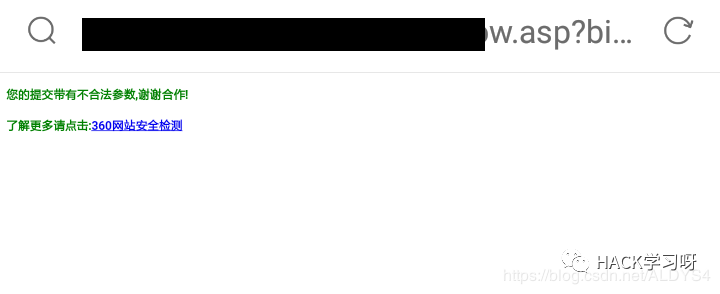 ow.asp?bi...
您的提交带有不合法参数,谢谢合作!
了解更多请点击:360网站安全检测
HACK学习呀
https://blog.csdn.net/ALDYS4